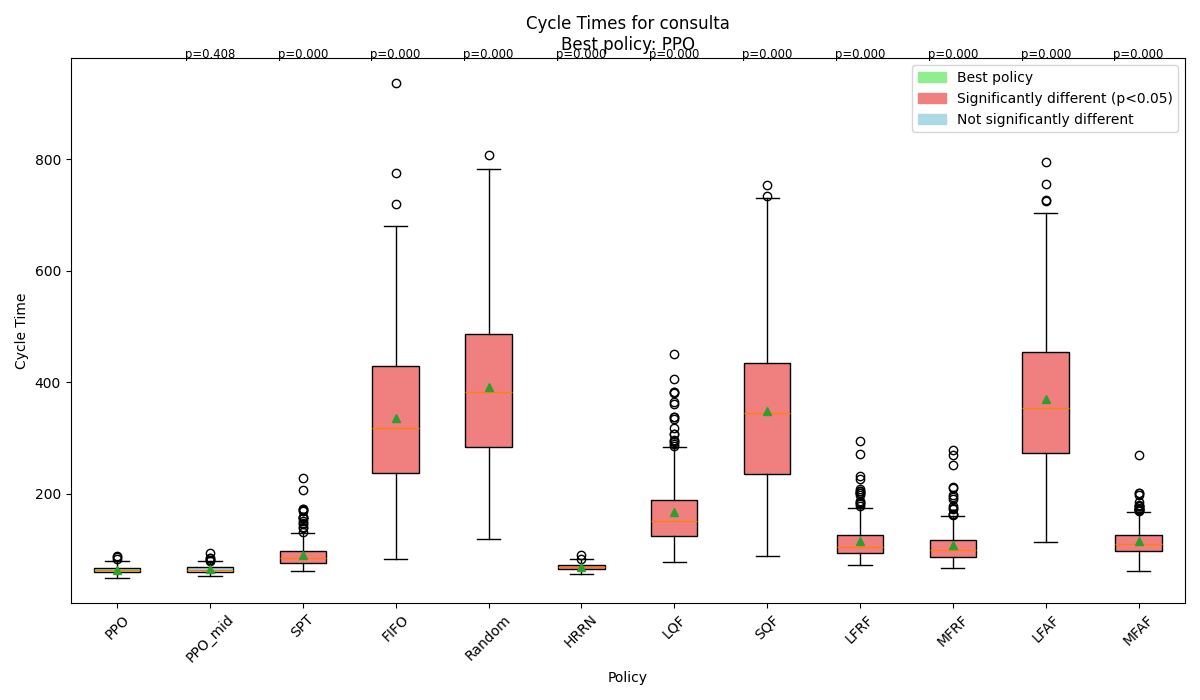 Cycle Times for consulta
Best policy: PPO
p=0.408 p=0.000 p=0.000 p=0.000 p=0.000 p=0.000 p=0.000 p=0.000 p=0.000 p=0.000 p=0.000
Best policy
Significantly different (p<0.05)
Not significantly different
800
600
400
200
Cycle Time
PPO PPO_mid SPT FIFO Random HRRN LQF SQF LFRF MFRF LFAF MFAF
Policy